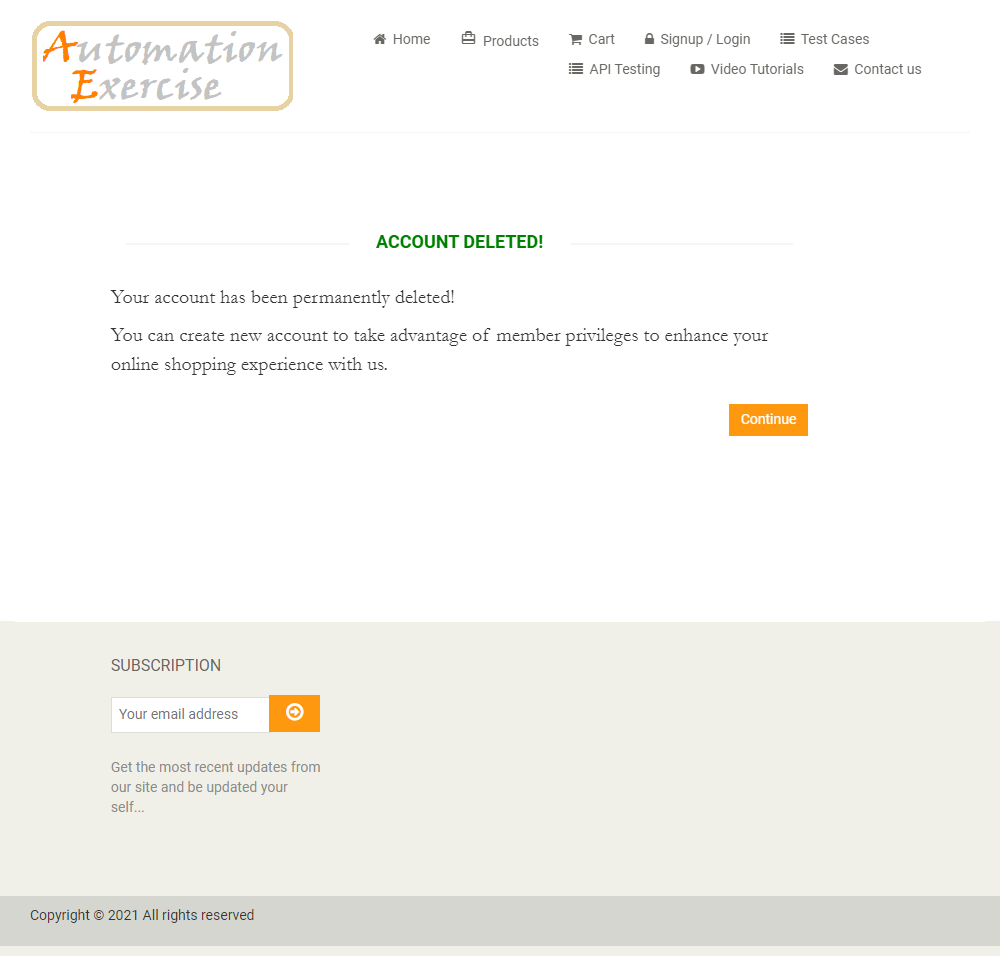 Automation
Exercise
Home
Products
Cart
Signup / Login
Test Cases
API Testing
Video Tutorials
Contact us
ACCOUNT DELETED!
Your account has been permanently deleted!
You can create new account to take advantage of member privileges to enhance your
online shopping experience with us.
Continue
SUBSCRIPTION
Your email address
Get the most recent updates from
our site and be updated your
self...
Copyright © 2021 All rights reserved